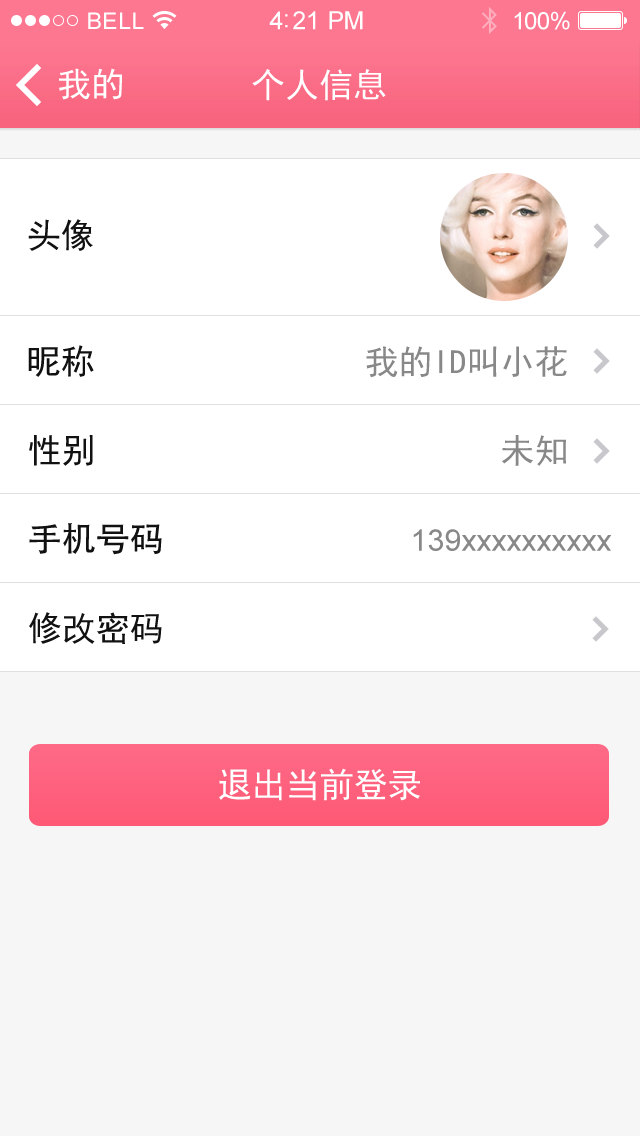 BELL 4:21 PM 100%
我的 个人信息
头像
昵称 我的ID叫小花
性别 未知
手机号码 139xxxxxxxxxx
修改密码
退出当前登录